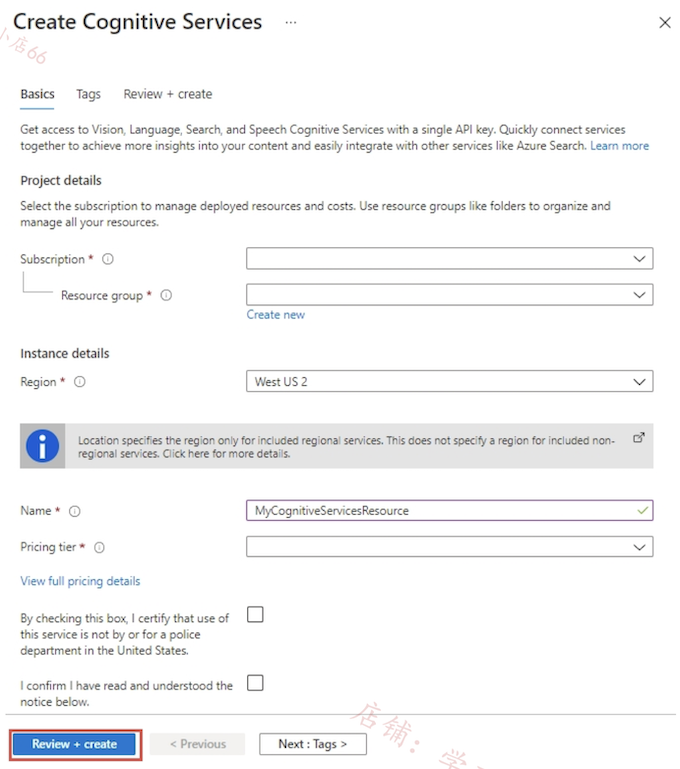 Create Cognitive Services ...
小店66
Basics Tags Review + create
Get access to Vision, Language, Search, and Speech Cognitive Services with a single API key. Quickly connect services
together to achieve more insights into your content and easily integrate with other services like Azure Search. Learn more
Project details
Select the subscription to manage deployed resources and costs. Use resource groups like folders to organize and
manage all your resources.
Subscription *
Resource group *
Create new
Instance details
Region *
West US 2
Location specifies the region only for included regional services. This does not specify a region for included non-
regional services. Click here for more details.
Name *
MyCognitiveServicesResource
Pricing tier *
View full pricing details
By checking this box, I certify that use of
this service is not by or for a police
department in the United States.
I confirm I have read and understood the
notice below.
店铺：学
Review + create
< Previous
Next : Tags >